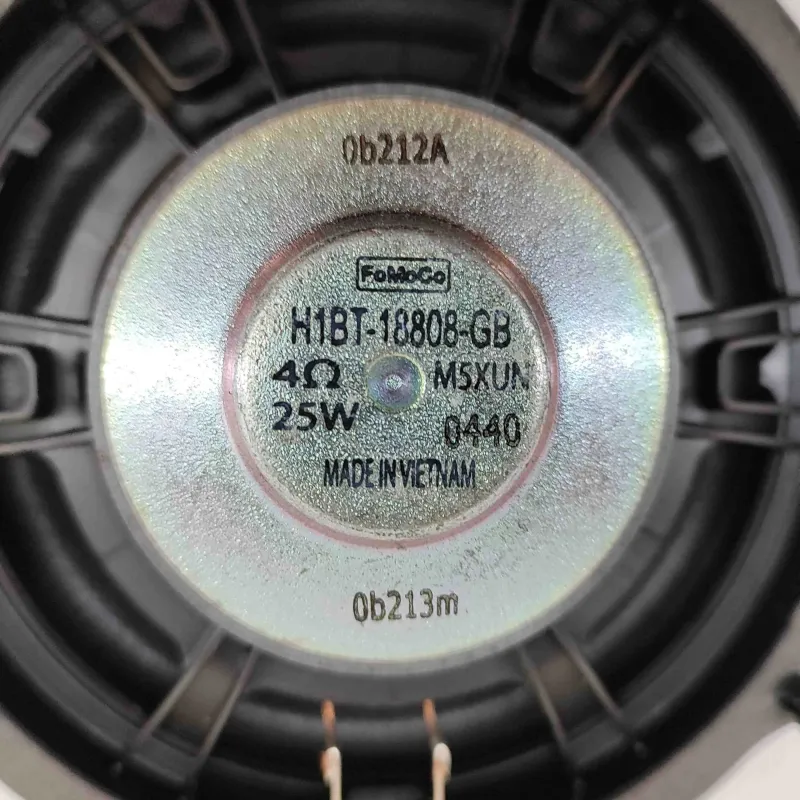 0b212A
FoMoCo
H1BT-18808-GB
4Ω M5XUN
25W 0440
MADE IN VIETNAM
0b213m